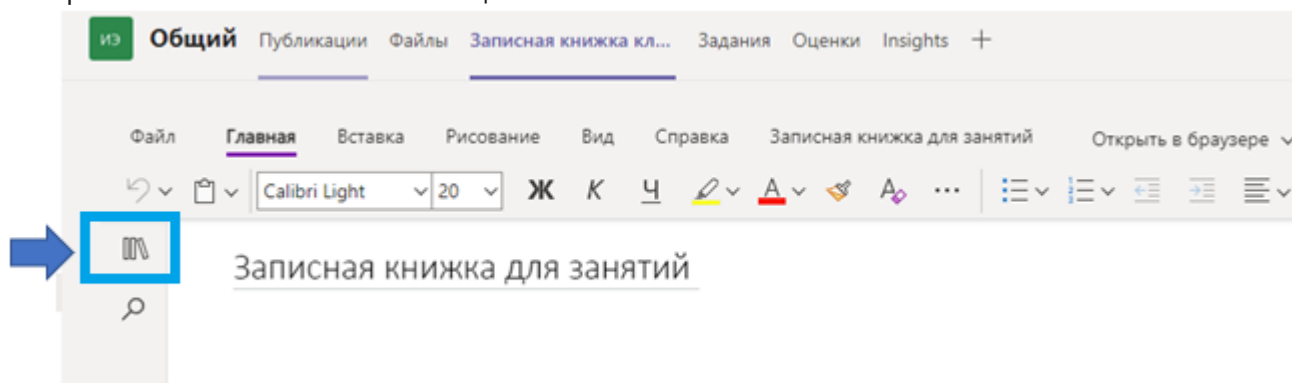 ИЭ Общий Публикации Файлы Записная книжка кл... Задания Оценки Insights +
Файл Главная Вставка Рисование Вид Справка Записная книжка для занятий Открыть в браузере
Calibri Light 20 Ж К Ч А
Записная книжка для занятий